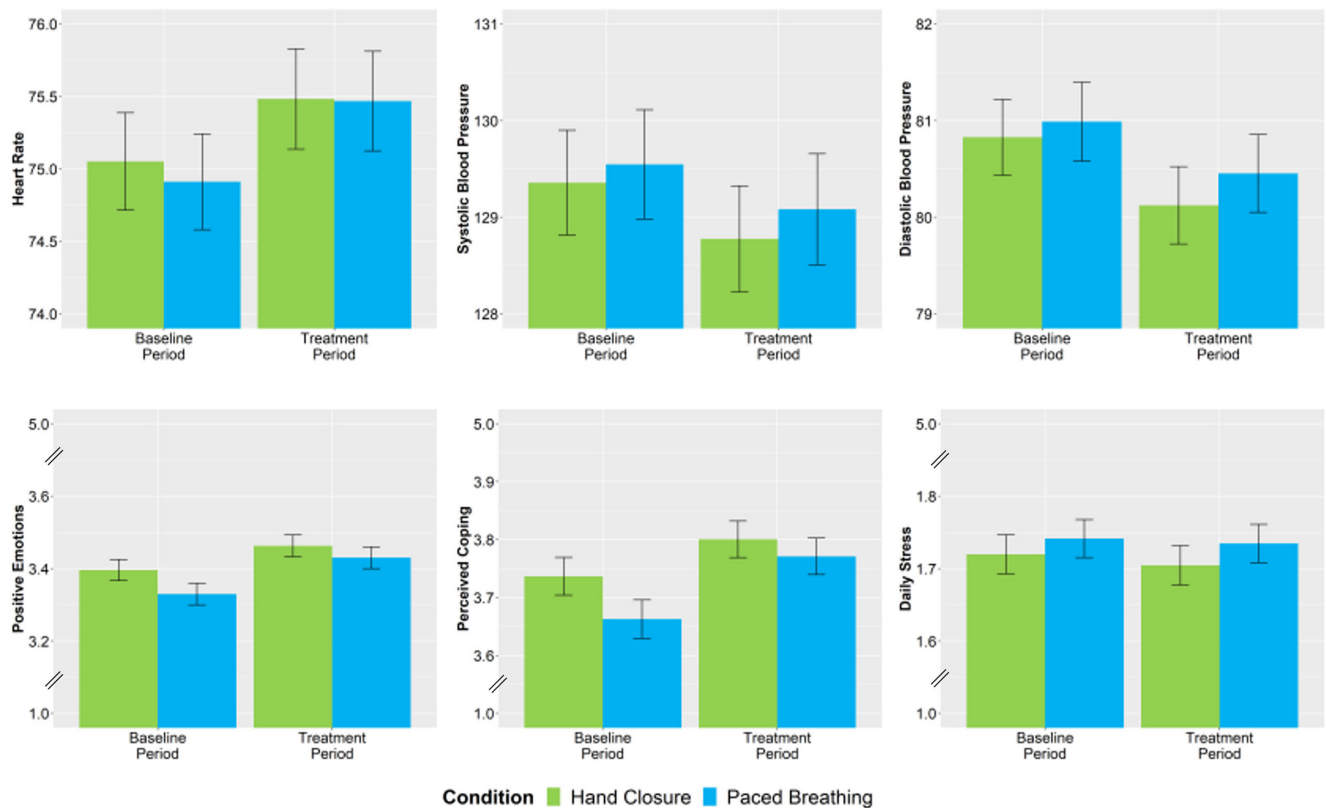 Heart Rate
76.0
75.5
75.0
74.5
74.0
Baseline
Period
Treatment
Period
Systolic Blood Pressure
131
130
129
128
Baseline
Period
Treatment
Period
Diastolic Blood Pressure
82
81
80
79
Baseline
Period
Treatment
Period
Positive Emotions
5.0
3.6
3.4
3.2
1.0
Baseline
Period
Treatment
Period
Perceived Coping
5.0
3.9
3.8
3.7
3.6
1.0
Baseline
Period
Treatment
Period
Daily Stress
5.0
1.8
1.7
1.6
1.0
Baseline
Period
Treatment
Period
Condition Hand Closure Paced Breathing